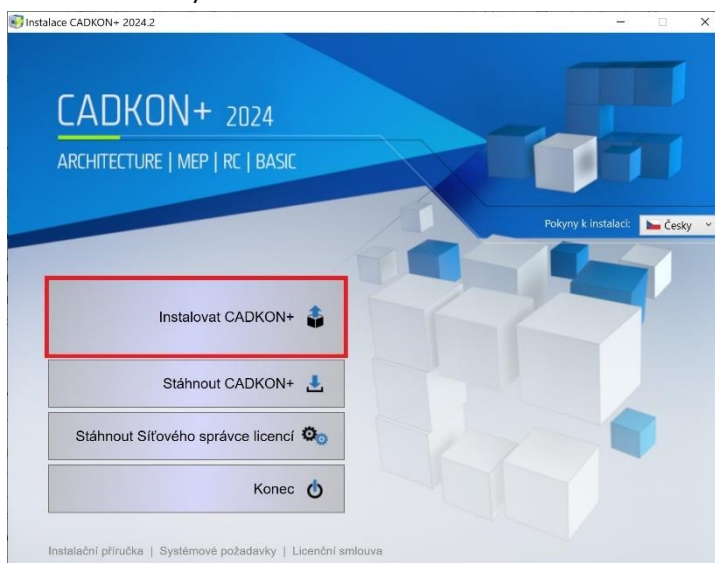 Instalace CADKON+ 2024.2
CADKON+ 2024
ARCHITECTURE | MEP | RC | BASIC
Pokyny k instalaci: Česky
Instalovat CADKON+
Stáhnout CADKON+
Stáhnout Síťového správce licencí
Konec
Instalační příručka | Systémové požadavky | Licenční smlouva